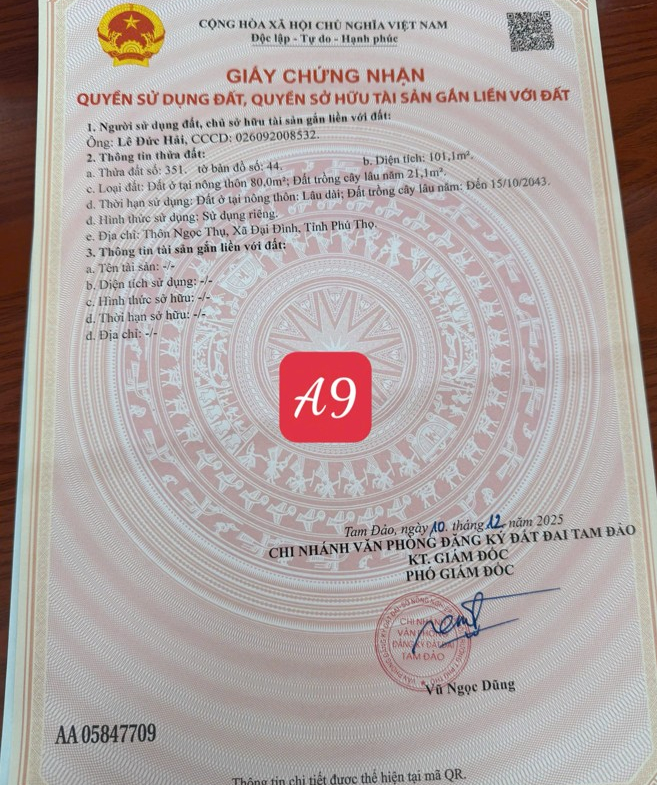 CỘNG HÒA XÃ HỘI CHỦ NGHĨA VIỆT NAM
Độc lập - Tự do - Hạnh phúc
GIẤY CHỨNG NHẬN
QUYỀN SỬ DỤNG ĐẤT, QUYỀN SỞ HỮU TÀI SẢN GẮN LIỀN VỚI ĐẤT
1. Người sử dụng đất, chủ sở hữu tài sản gắn liền với đất:
Ông: Lê Đức Hải, CCCD: 026092008532.
2. Thông tin thửa đất:
a. Thửa đất số: 351, tờ bản đồ số: 44. b. Diện tích: 101,1m².
c. Loại đất: Đất ở tại nông thôn 80,0m²; Đất trồng cây lâu năm 21,1m².
d. Thời hạn sử dụng: Đất ở tại nông thôn: Lâu dài; Đất trồng cây lâu năm: Đến 15/10/2043.
đ. Hình thức sử dụng: Sử dụng riêng.
e. Địa chỉ: Thôn Ngọc Thụ, Xã Đại Đình, Tỉnh Phú Thọ.
3. Thông tin tài sản gắn liền với đất:
a. Tên tài sản: -/-
b. Diện tích sử dụng: -/-
c. Hình thức sở hữu: -/-
d. Thời hạn sở hữu: -/-
đ. Địa chỉ: -/-
A9
Tam Đảo, ngày 10. tháng 12. năm 2025
CHI NHÁNH VĂN PHÒNG ĐĂNG KÝ ĐẤT ĐAI TAM ĐẢO
KT. GIÁM ĐỐC
PHÓ GIÁM ĐỐC
CHI NHÁNH
VĂN PHÒNG
ĐĂNG KÝ ĐẤT ĐAI
TAM ĐẢO
Vũ Ngọc Dũng
AA 05847709
Thông tin chi tiết được thể hiện tại mã QR.